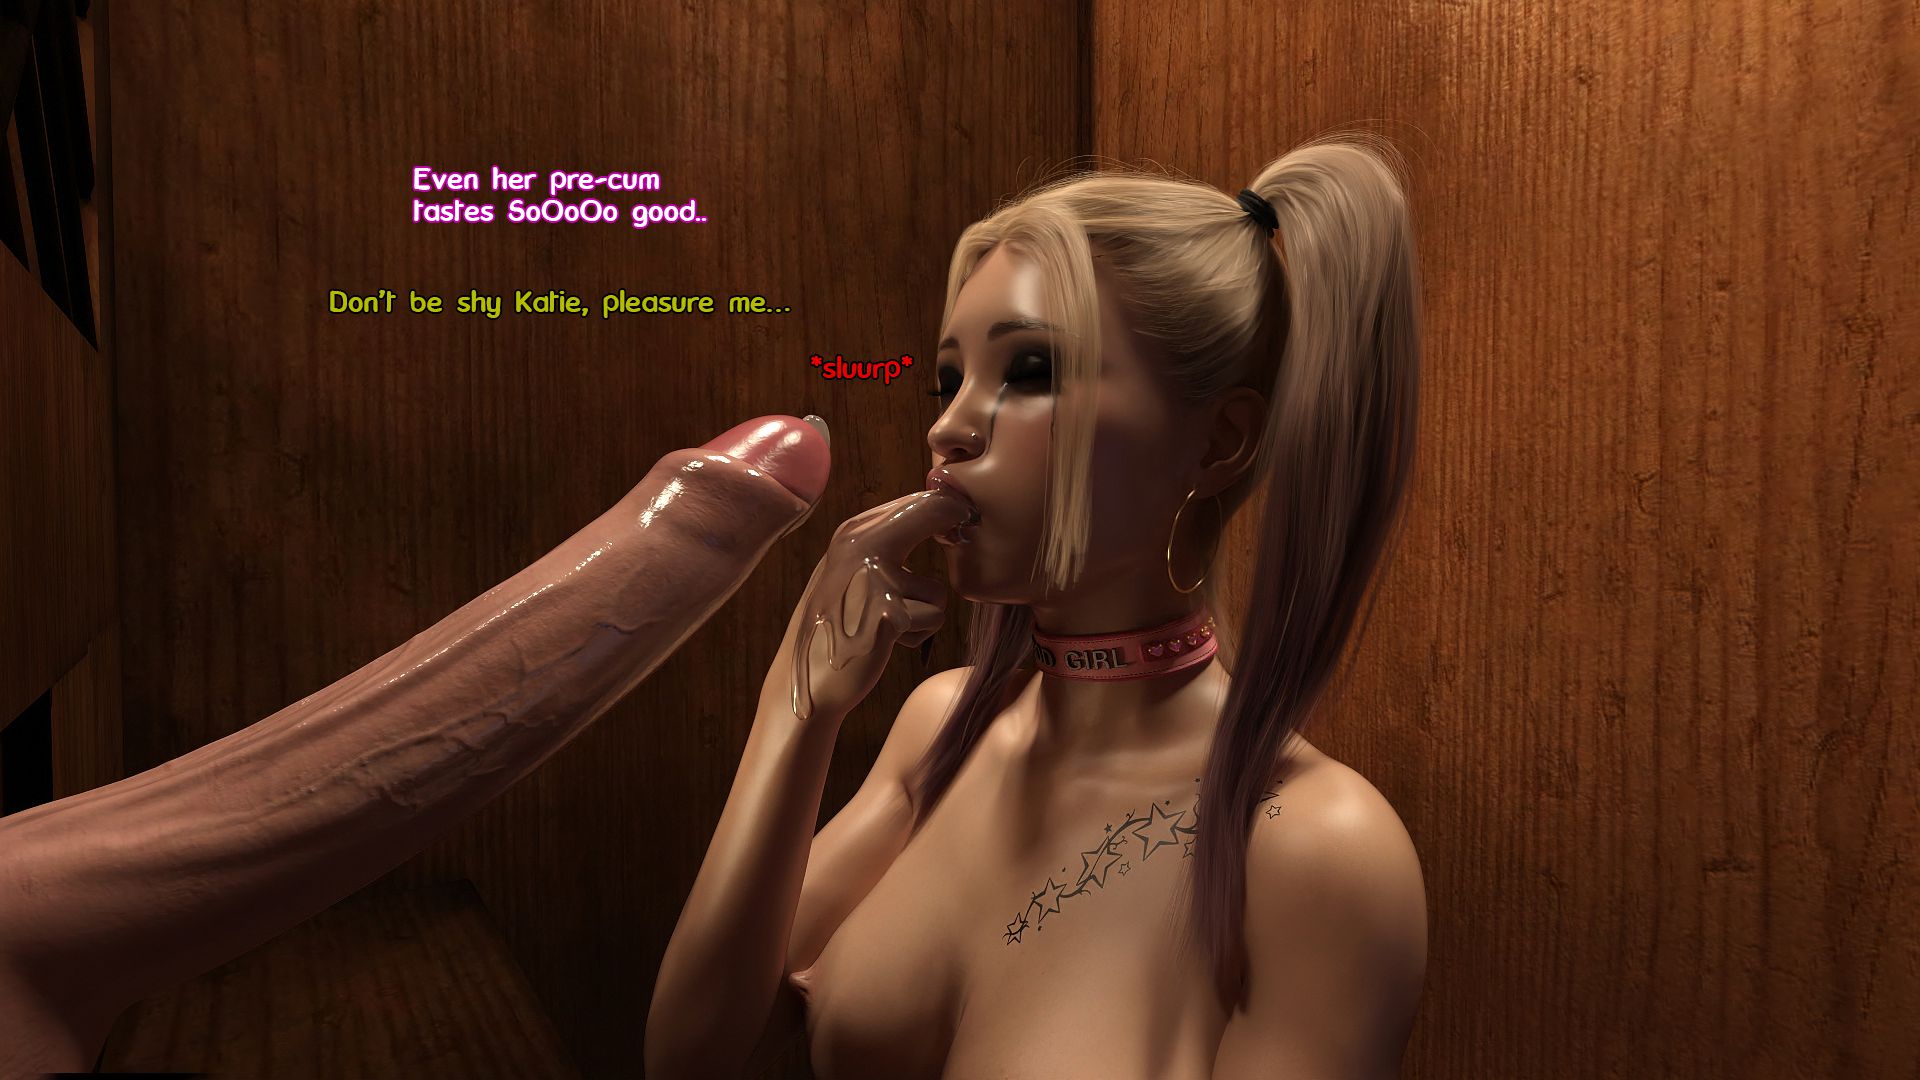 Even her pre-cum
tastes SoOoOo good..
Don't be shy Katie, pleasure me...
*sluurp*
GIRL